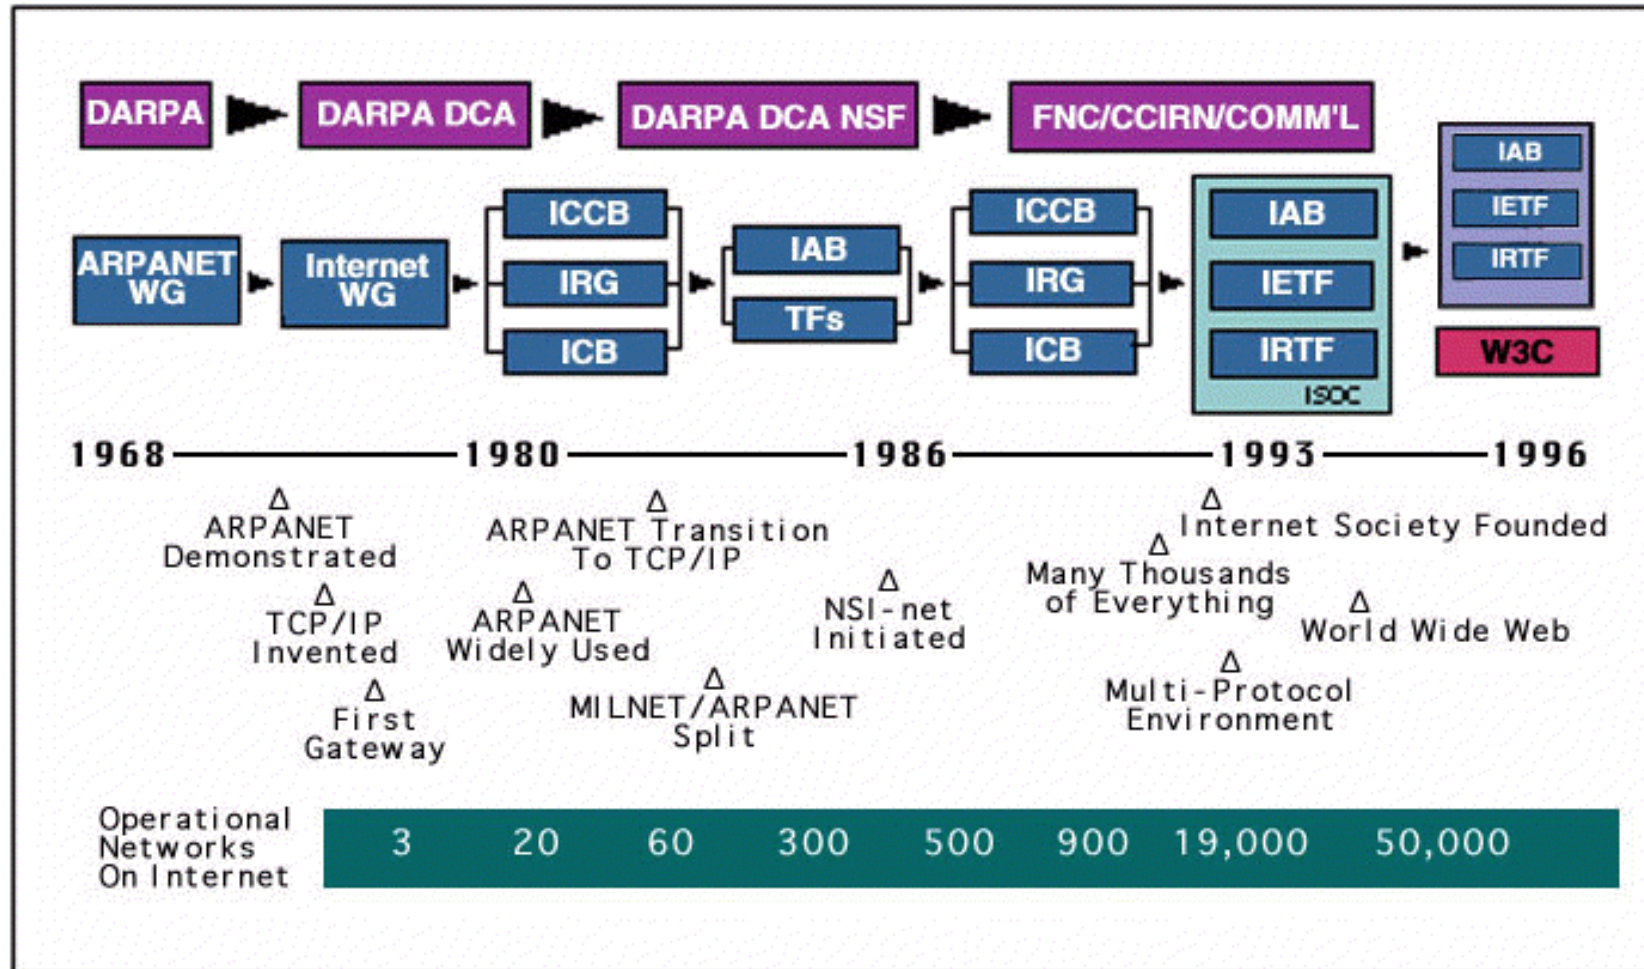 DARPA
DARPA DCA
DARPA DCA NSF
FNC/CCIRN/COMM'L
ARPANET
WG
Internet
WG
ICCB
IRG
ICB
IAB
TFs
ICCB
IRG
ICB
IAB
IETF
IRTF
ISOC
IAB
IETF
IRTF
W3C
1968
1980
1986
1993
1996
ARPANET
Demonstrated
TCP/IP
Invented
First
Gateway
ARPANET Transition
To TCP/IP
ARPANET
Widely Used
MILNET/ARPANET
Split
NSI-net
Initiated
Internet Society Founded
Many Thousands
of Everything
World Wide Web
Multi-Protocol
Environment
Operational
Networks
On Internet
3 20 60 300 500 900 19,000 50,000